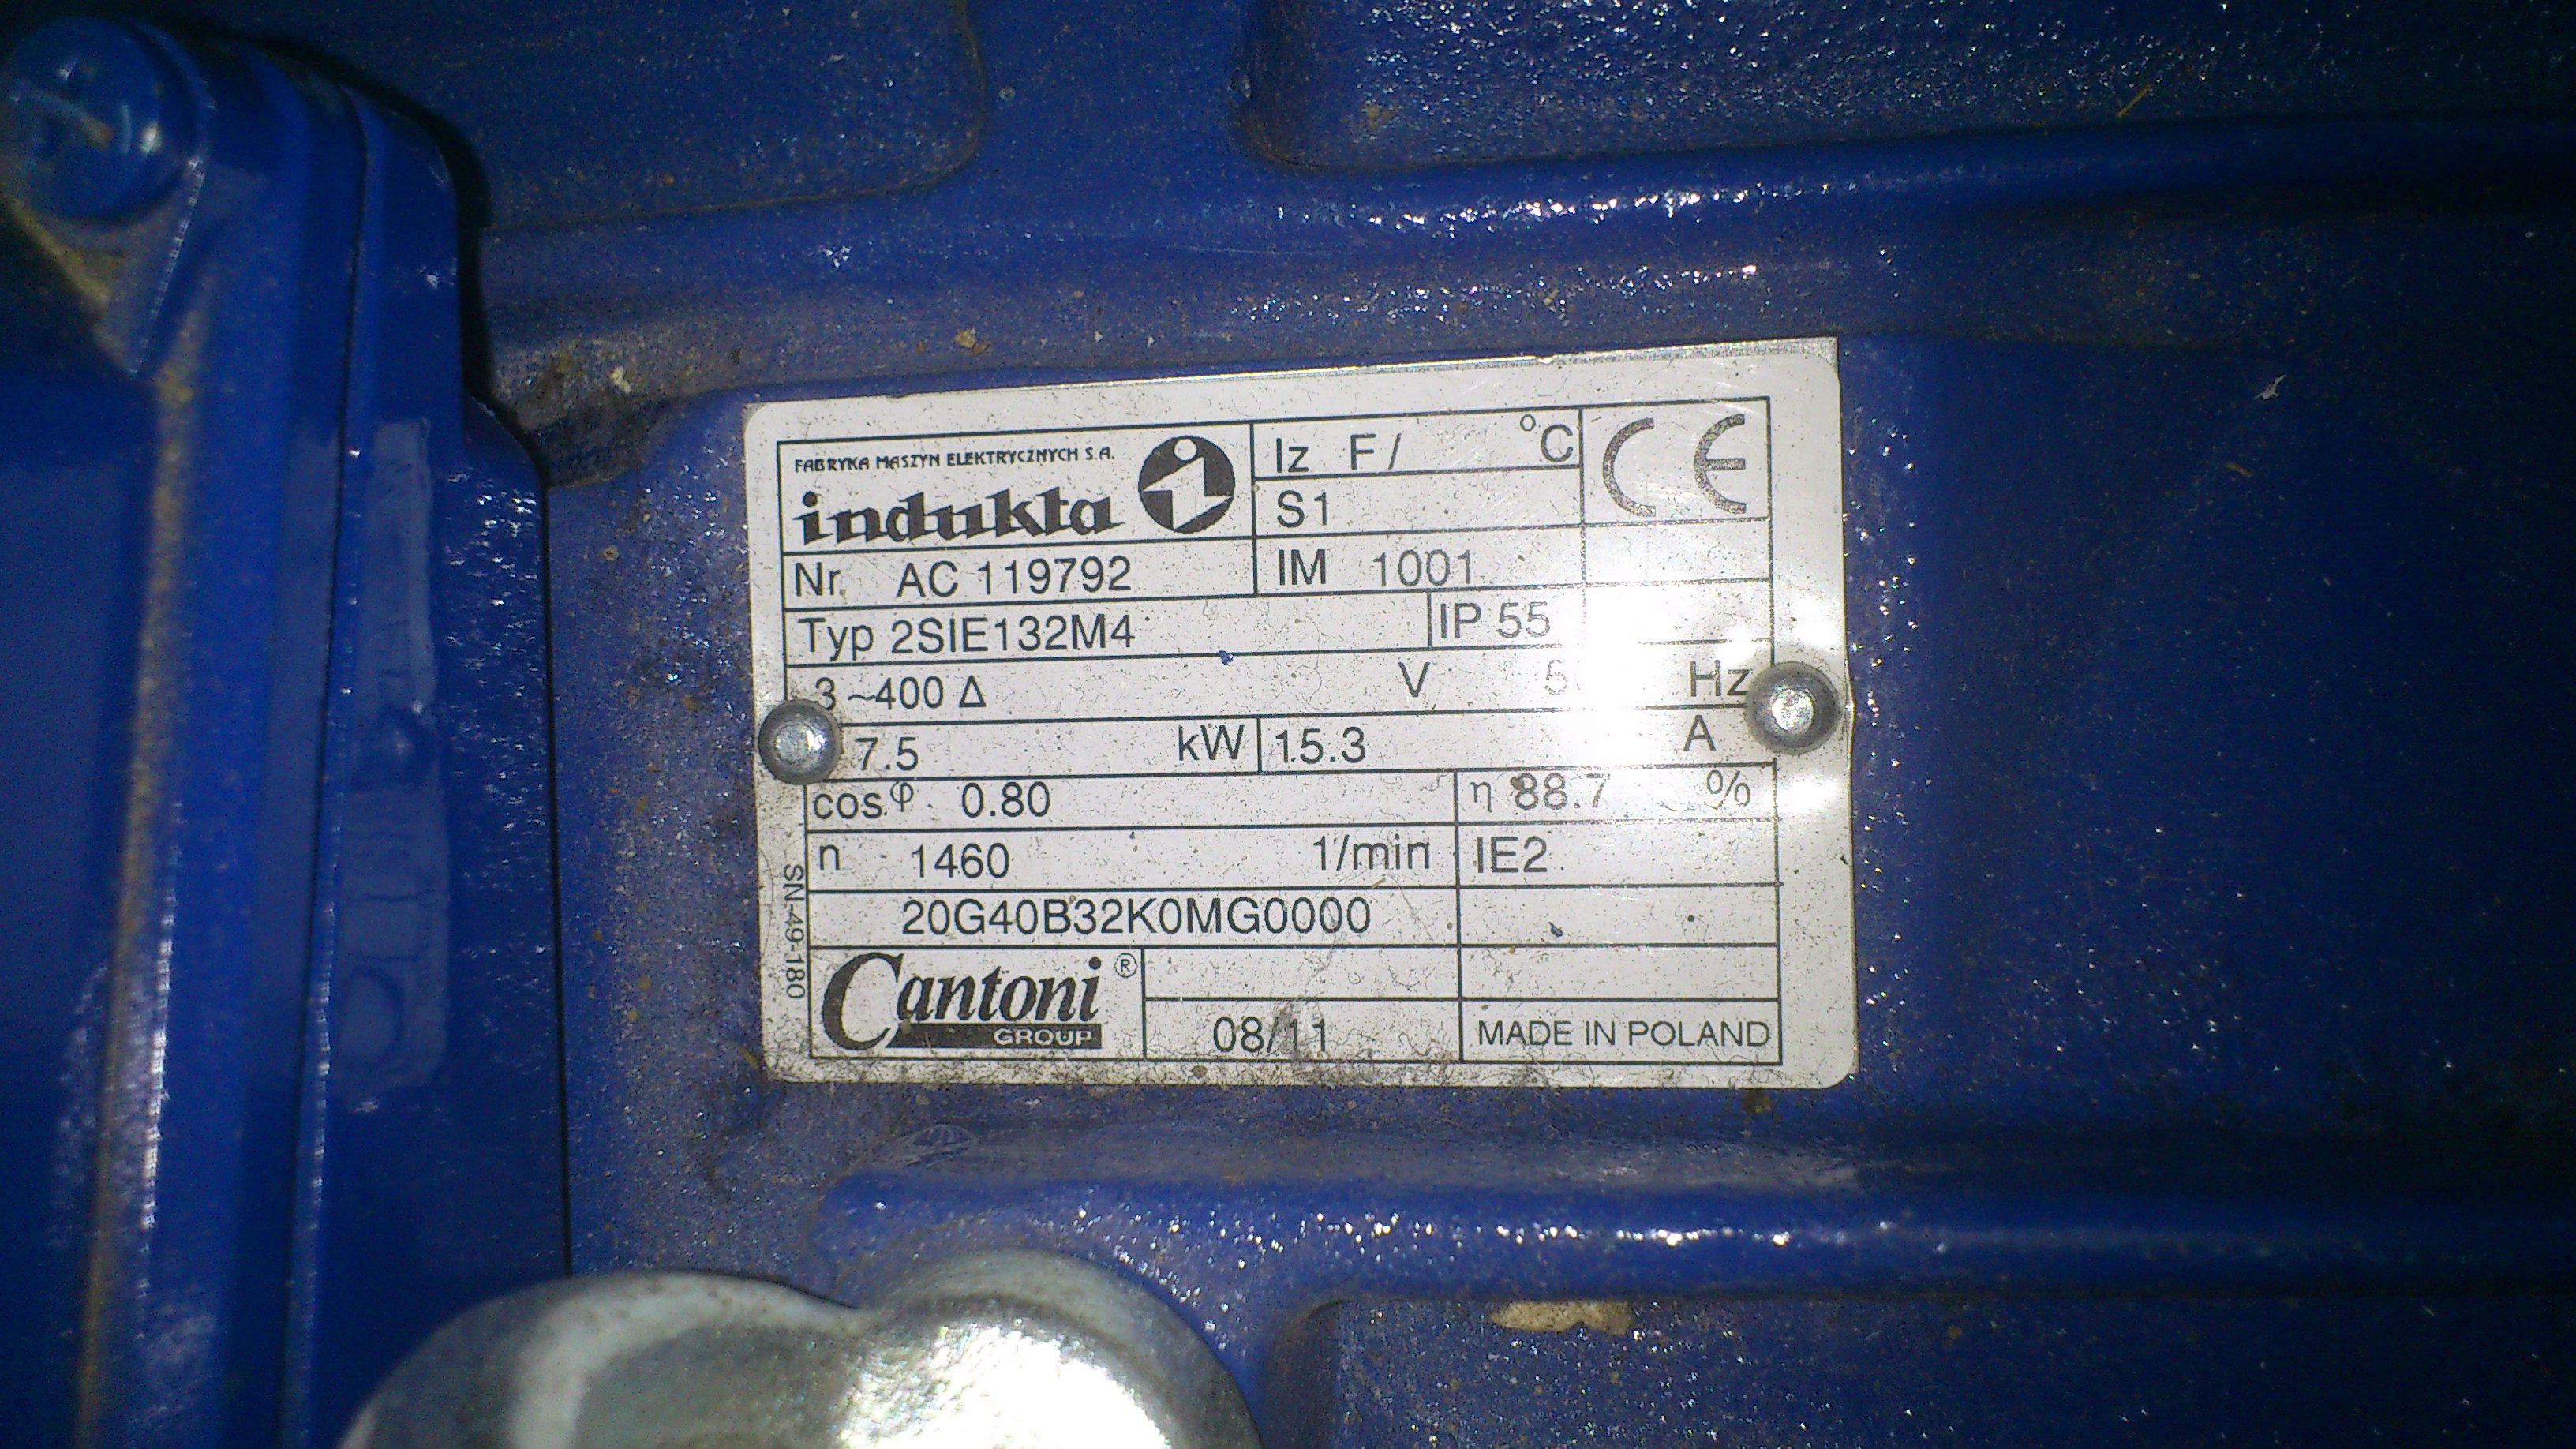 FABRYKA MASZYN ELEKTRYCZNYCH S.A.
indukta
Iz F/ °C
CE
S1
Nr. AC 119792
IM 1001
Typ 2SIE132M4
IP 55
3 ~400 Δ V Hz
7.5 kW 15.3 A
cos φ 0.80
η 88.7 %
n 1460 1/min
IE2
20G40B32K0MG0000
SN-49-180
Cantoni ®
GROUP
08/11
MADE IN POLAND